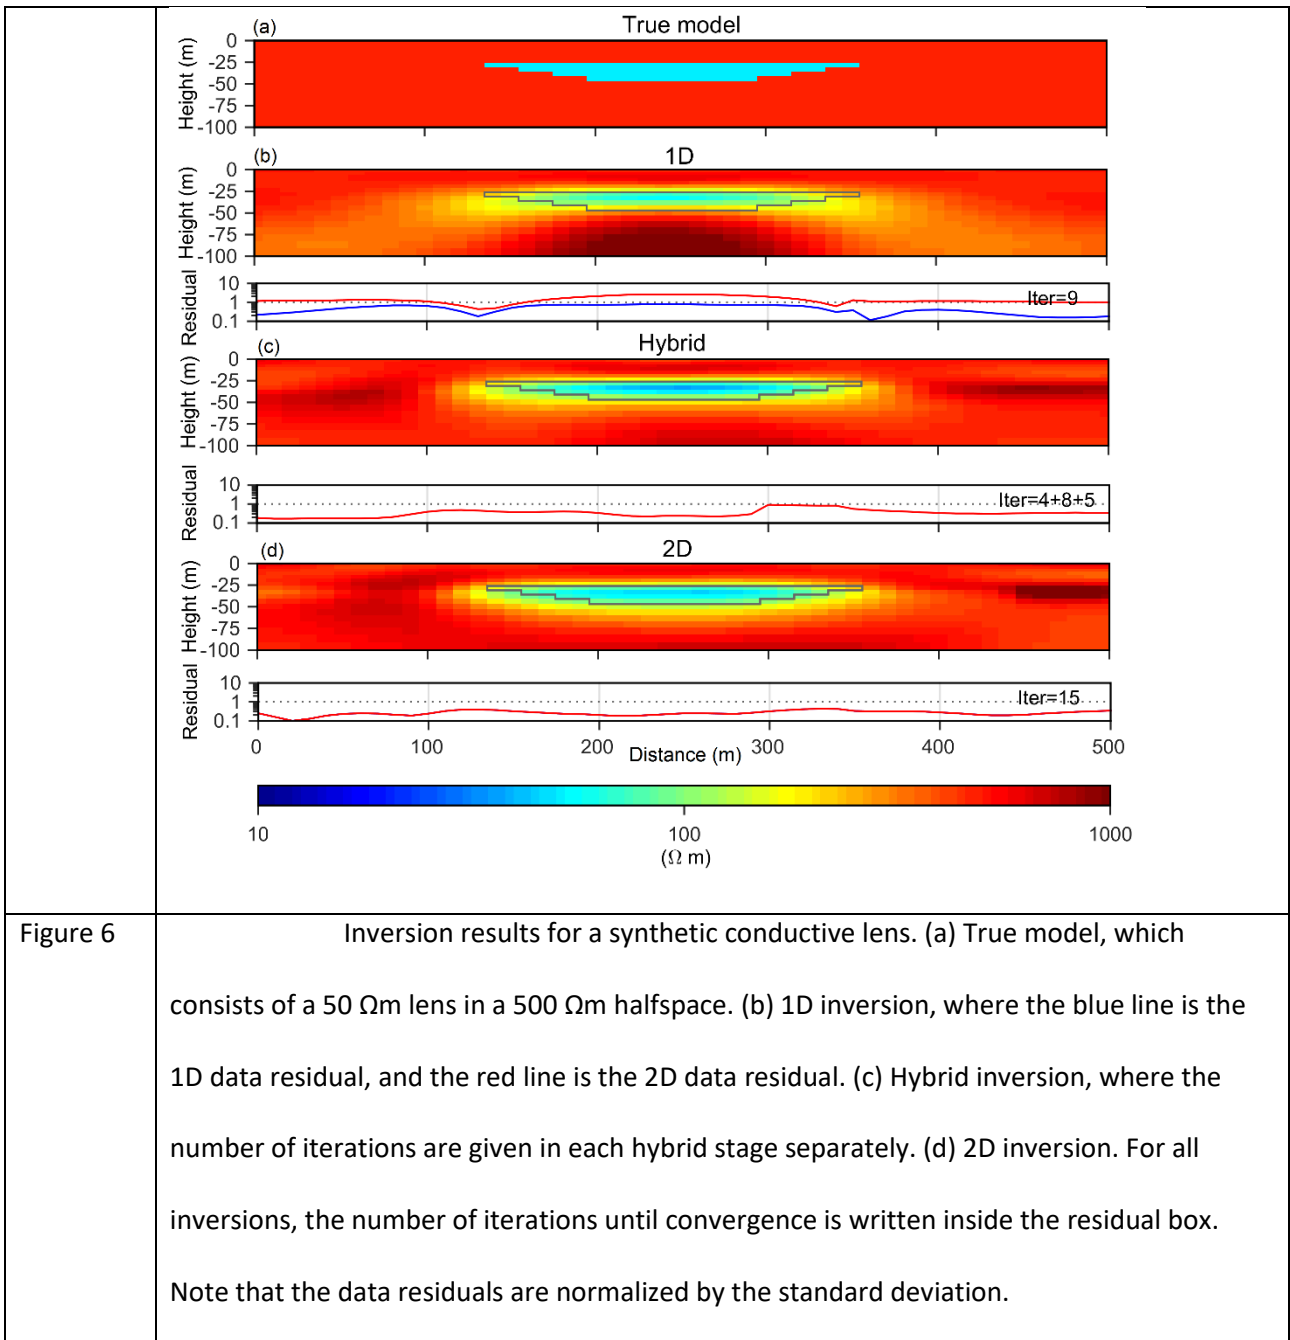 (a)
True model
Height (m)
0
-25
-50
-75
-100
(b)
1D
Height (m)
0
-25
-50
-75
-100
Residual
10
1
0.1
Iter=9
(c)
Hybrid
Height (m)
0
-25
-50
-75
-100
Residual
10
1
0.1
Iter=4+8+5
(d)
2D
Height (m)
0
-25
-50
-75
-100
Residual
10
1
0.1
Iter=15
0 100 200 300 400 500
Distance (m)
10 100 1000
(Ω m)
Figure 6
Inversion results for a synthetic conductive lens. (a) True model, which
consists of a 50 Ωm lens in a 500 Ωm halfspace. (b) 1D inversion, where the blue line is the
1D data residual, and the red line is the 2D data residual. (c) Hybrid inversion, where the
number of iterations are given in each hybrid stage separately. (d) 2D inversion. For all
inversions, the number of iterations until convergence is written inside the residual box.
Note that the data residuals are normalized by the standard deviation.